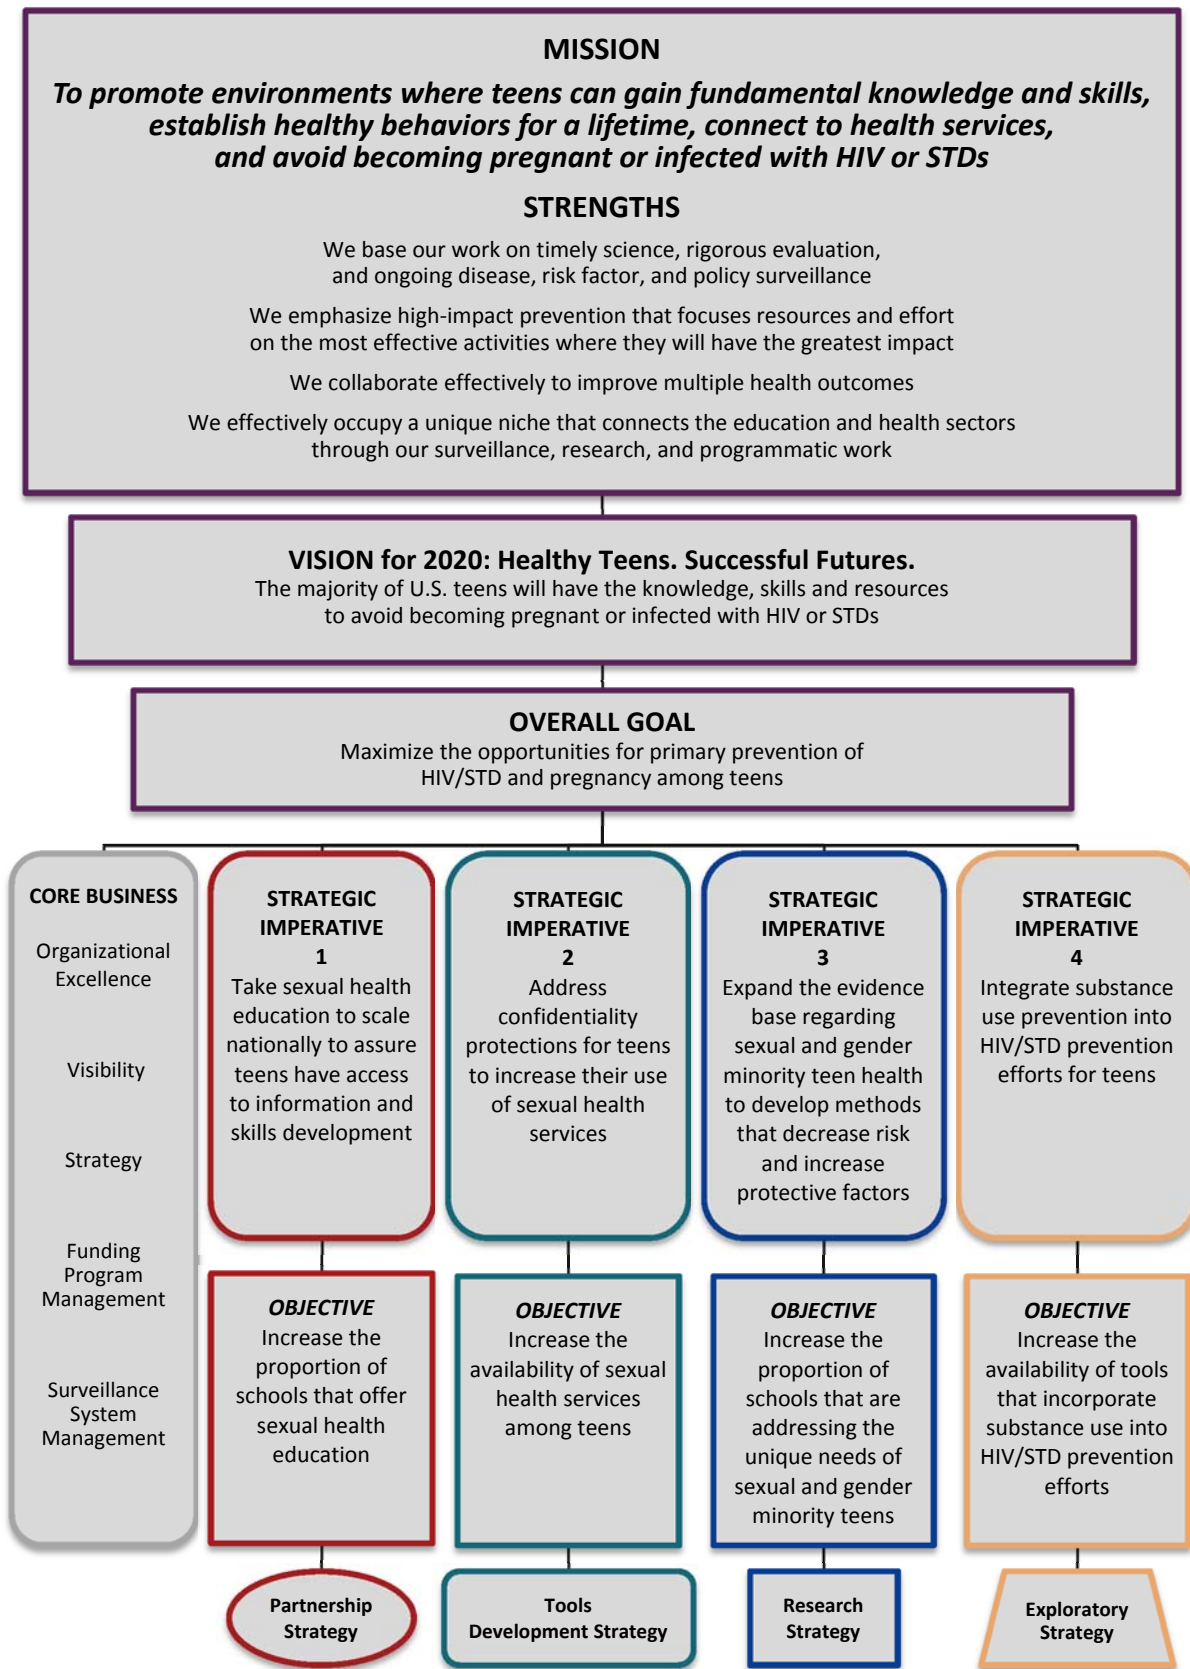 MISSION
To promote environments where teens can gain fundamental knowledge and skills,
establish healthy behaviors for a lifetime, connect to health services,
and avoid becoming pregnant or infected with HIV or STDs
STRENGTHS
We base our work on timely science, rigorous evaluation,
and ongoing disease, risk factor, and policy surveillance
We emphasize high-impact prevention that focuses resources and effort
on the most effective activities where they will have the greatest impact
We collaborate effectively to improve multiple health outcomes
We effectively occupy a unique niche that connects the education and health sectors
through our surveillance, research, and programmatic work
VISION for 2020: Healthy Teens. Successful Futures.
The majority of U.S. teens will have the knowledge, skills and resources
to avoid becoming pregnant or infected with HIV or STDs
OVERALL GOAL
Maximize the opportunities for primary prevention of
HIV/STD and pregnancy among teens
CORE BUSINESS
Organizational
Excellence
Visibility
Strategy
Funding
Program
Management
Surveillance
System
Management
STRATEGIC
IMPERATIVE
1
Take sexual health
education to scale
nationally to assure
teens have access
to information and
skills development
OBJECTIVE
Increase the
proportion of
schools that offer
sexual health
education
Partnership
Strategy
STRATEGIC
IMPERATIVE
2
Address
confidentiality
protections for teens
to increase their use
of sexual health
services
OBJECTIVE
Increase the
availability of sexual
health services
among teens
Tools
Development Strategy
STRATEGIC
IMPERATIVE
3
Expand the evidence
base regarding
sexual and gender
minority teen health
to develop methods
that decrease risk
and increase
protective factors
OBJECTIVE
Increase the
proportion of
schools that are
addressing the
unique needs of
sexual and gender
minority teens
Research
Strategy
STRATEGIC
IMPERATIVE
4
Integrate substance
use prevention into
HIV/STD prevention
efforts for teens
OBJECTIVE
Increase the
availability of tools
that incorporate
substance use into
HIV/STD prevention
efforts
Exploratory
Strategy